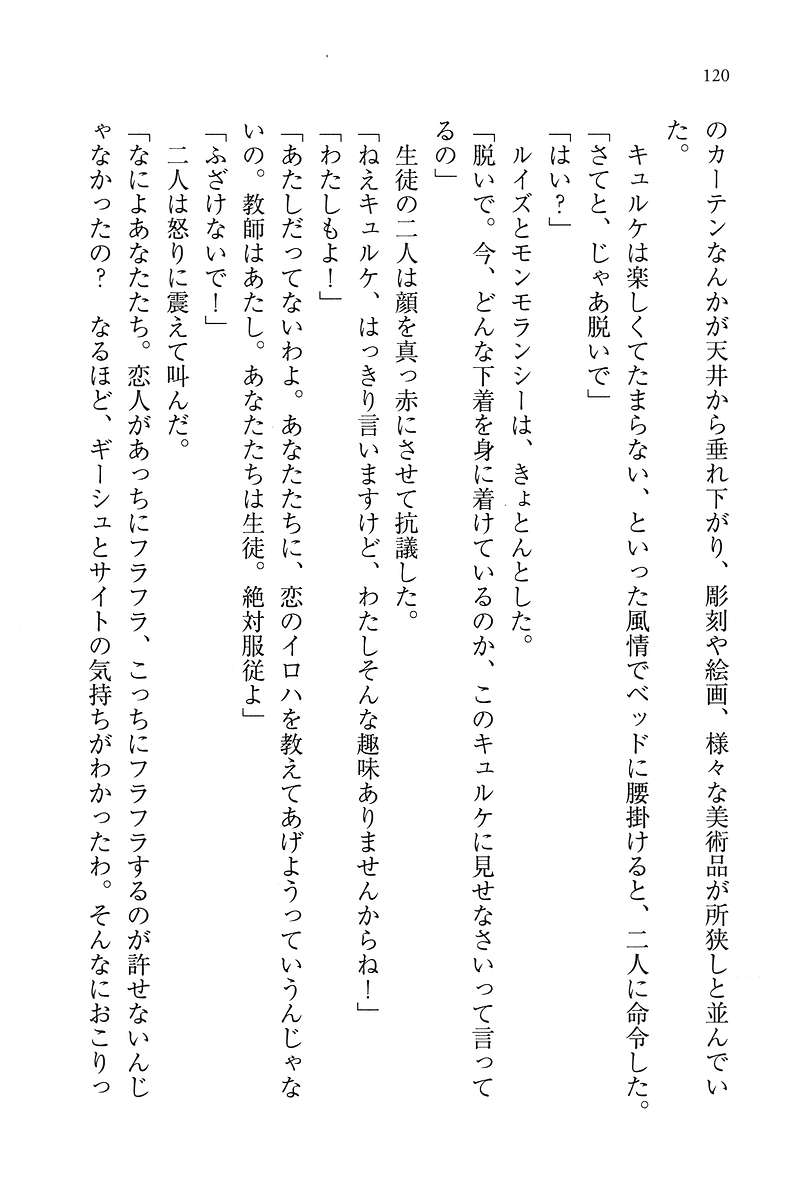 120
のカーテンなんかが天井から垂れ下がり、彫刻や絵画、様々な美術品が所狭しと並んでい
た。
　キュルケは楽しくてたまらない、といった風情でベッドに腰掛けると、二人に命令した。
「さてと、じゃあ脱いで」
「はい？」
　ルイズとモンモランシーは、きょとんとした。
「脱いで。今、どんな下着を身に着けているのか、このキュルケに見せなさいって言って
るの」
　生徒の二人は顔を真っ赤にさせて抗議した。
「ねえキュルケ、はっきり言いますけど、わたしそんな趣味ありませんからね！」
「わたしもよ！」
「あたしだってないわよ。あなたたちに、恋のイロハを教えてあげようっていうんじゃな
いの。教師はあたし。あなたたちは生徒。絶対服従よ」
「ふざけないで！」
　二人は怒りに震えて叫んだ。
「なによあなたたち。恋人があっちにフラフラ、こっちにフラフラするのが許せないんじ
ゃなかったの？　なるほど、ギーシュとサイトの気持ちがわかったわ。そんなにおこりっ